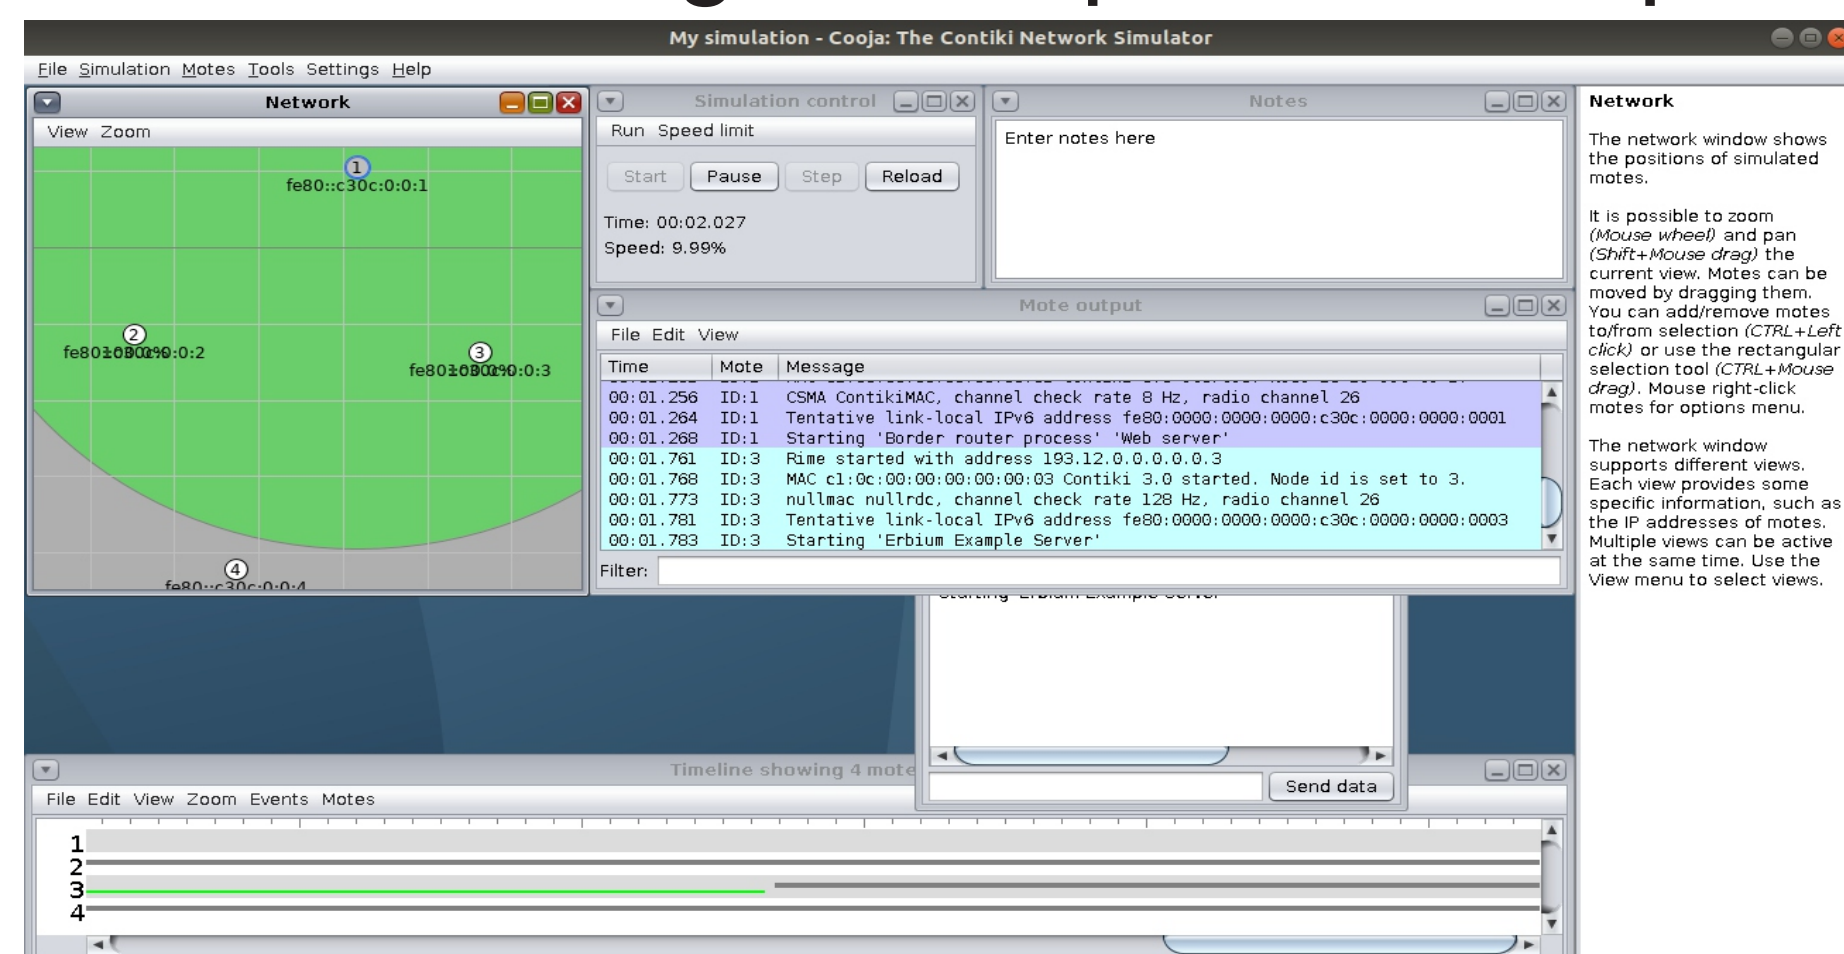 My simulation - Cooja: The Contiki Network Simulator
File Simulation Motes Tools Settings Help
Network
View Zoom
1
fe80::c30c:0:0:1
2
3
4
fe80::c30c:0:0:4
Simulation control
Run Speed limit
Start Pause Step Reload
Time: 00:02.027
Speed: 9.99%
Notes
Enter notes here
Mote output
File Edit View
Time Mote Message
00:01.256 ID:1 CSMA ContikiMAC, channel check rate 8 Hz, radio channel 26
00:01.264 ID:1 Tentative link-local IPv6 address fe80:0000:0000:0000:c30c:0000:0000:0001
00:01.268 ID:1 Starting 'Border router process' 'Web server'
00:01.761 ID:3 Rime started with address 193.12.0.0.0.0.0.3
00:01.768 ID:3 MAC c1:0c:00:00:00:00:00:03 Contiki 3.0 started. Node id is set to 3.
00:01.773 ID:3 nullmac nullrdc, channel check rate 128 Hz, radio channel 26
00:01.781 ID:3 Tentative link-local IPv6 address fe80:0000:0000:0000:c30c:0000:0000:0003
00:01.783 ID:3 Starting 'Erbium Example Server'
Filter:
Starting 'Erbium Example Server'
Send data
Timeline showing 4 mote
File Edit View Zoom Events Motes
1
2
3
4
Network
The network window shows
the positions of simulated
motes.
It is possible to zoom
(Mouse wheel) and pan
(Shift+Mouse drag) the
current view. Motes can be
moved by dragging them.
You can add/remove motes
to/from selection (CTRL+Left
click) or use the rectangular
selection tool (CTRL+Mouse
drag). Mouse right-click
motes for options menu.
The network window
supports different views.
Each view provides some
specific information, such as
the IP addresses of motes.
Multiple views can be active
at the same time. Use the
View menu to select views.